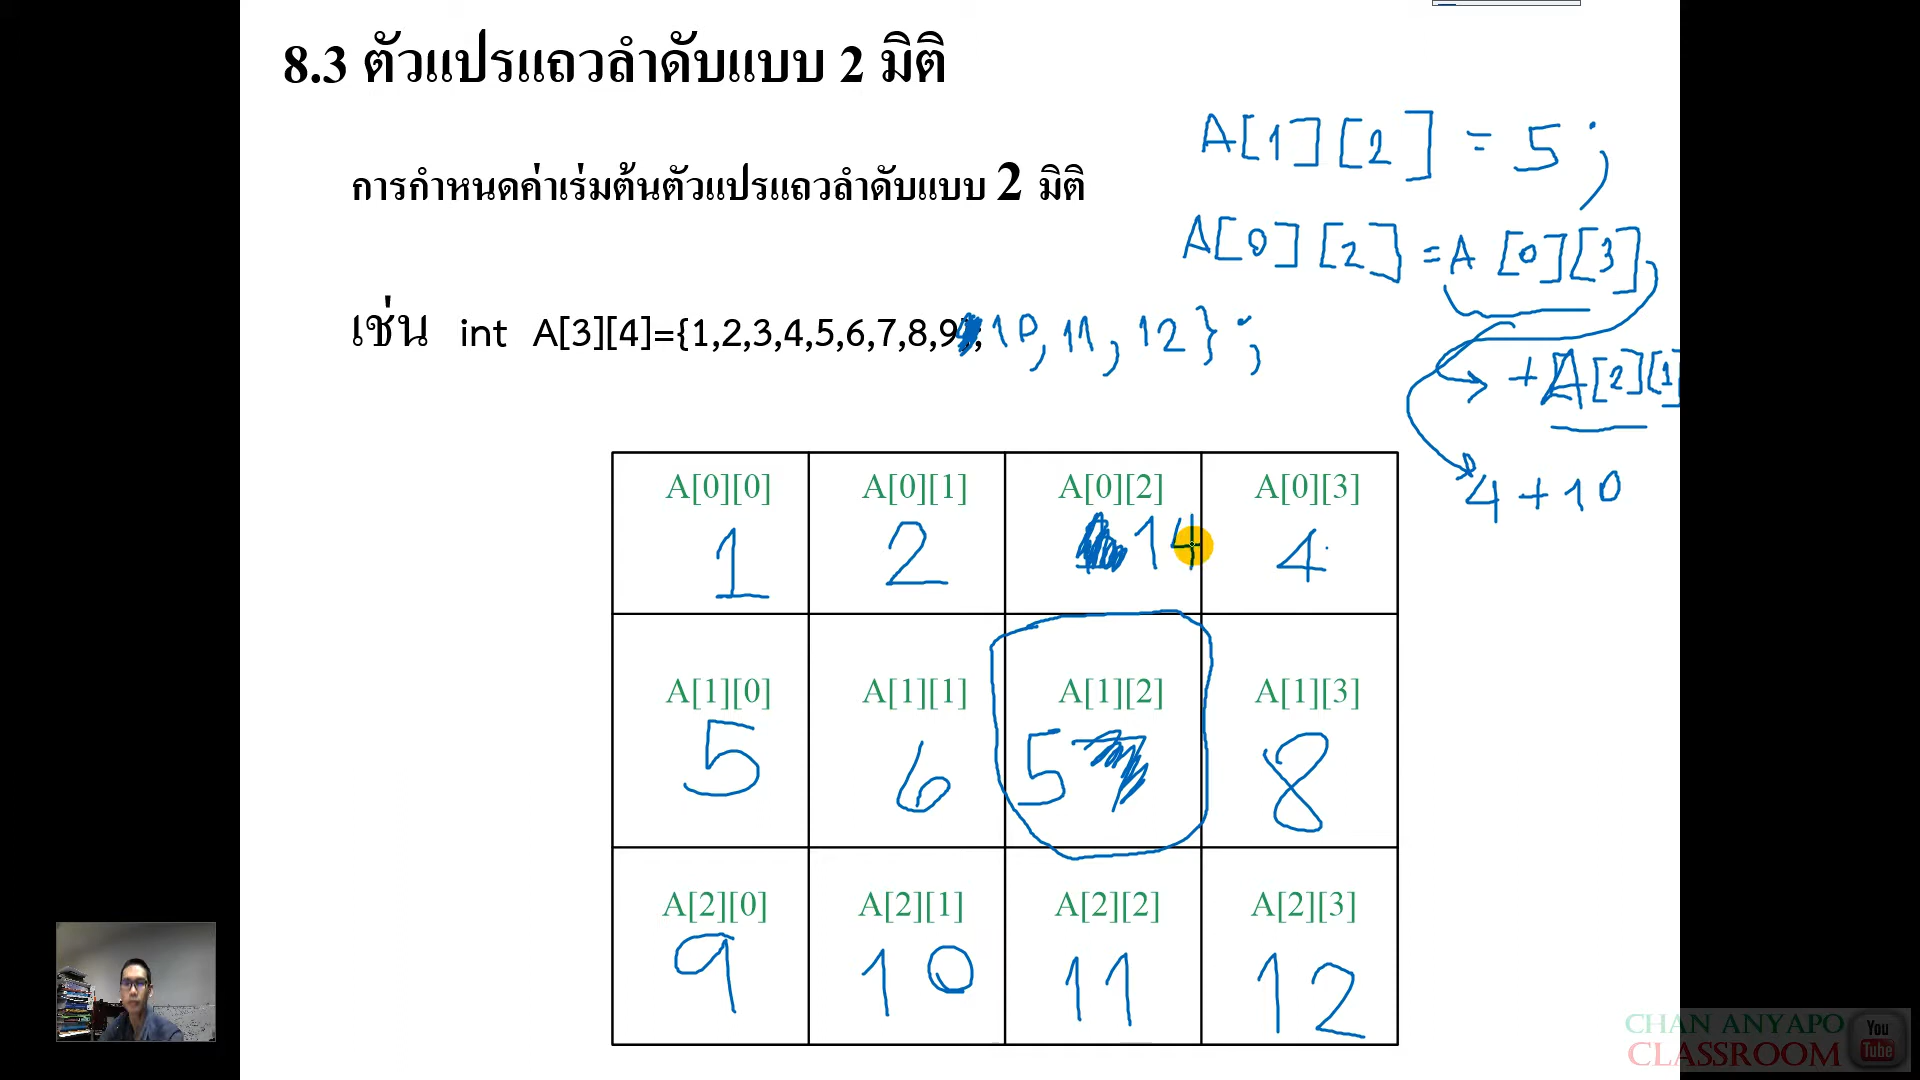 8.3 ตัวแปรแถวลำดับแบบ 2 มิติ
A[1][2] = 5;
การกำหนดค่าเร่มต้นตัวแปรแถวลำดับแบบ 2 มิติ
A[0][2] = A[0][3];
เช่น int A[3][4]={1,2,3,4,5,6,7,8,9 10, 11, 12};
+ A[2][1]
4 + 10
A[0][0] A[0][1] A[0][2] A[0][3]
1 2 14 4
A[1][0] A[1][1] A[1][2] A[1][3]
5 6 5 8
A[2][0] A[2][1] A[2][2] A[2][3]
9 10 11 12
CHAN ANYAPO
CLASSROOM
You
Tube